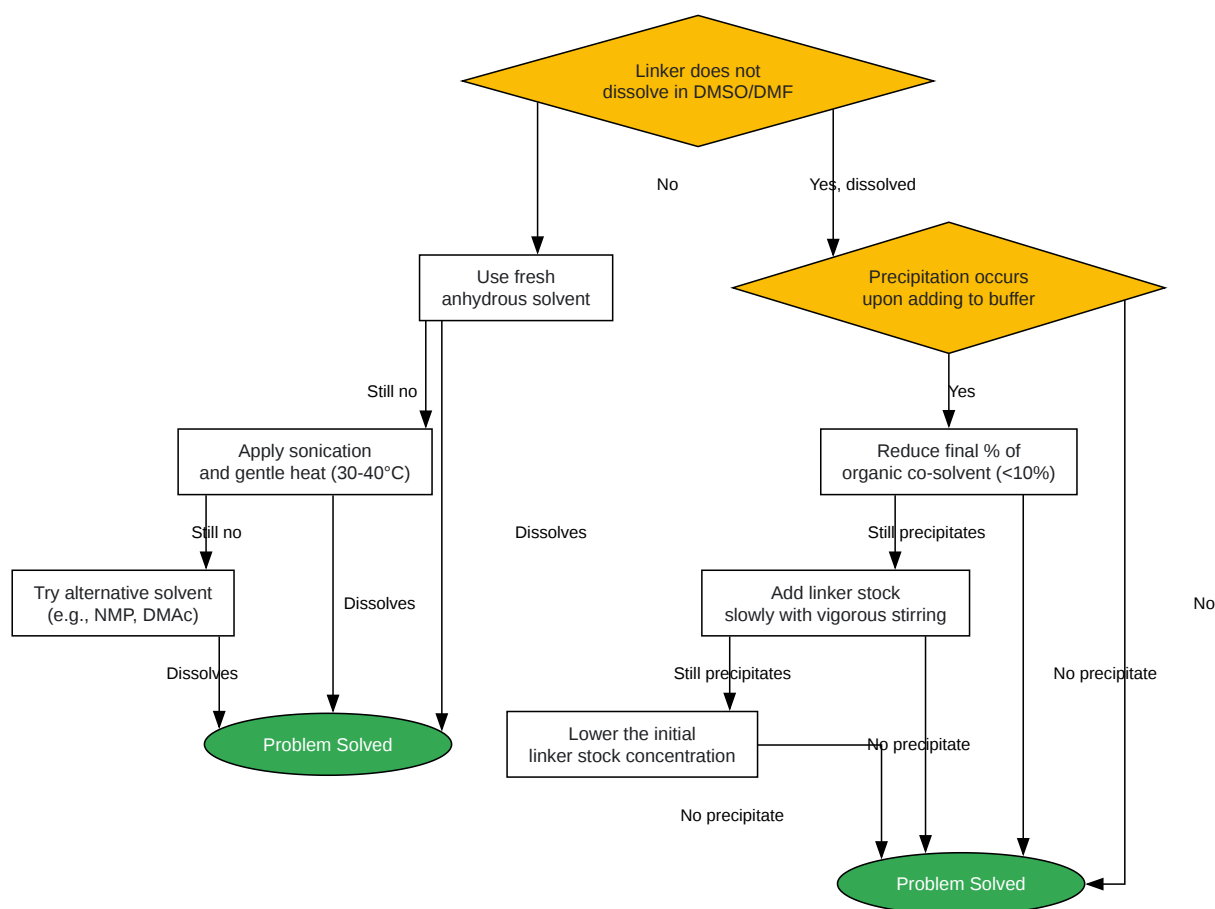 Linker does not
dissolve in DMSO/DMF
No
Yes, dissolved
Use fresh
anhydrous solvent
Precipitation occurs
upon adding to buffer
Still no
Yes
Apply sonication
and gentle heat (30-40°C)
Reduce final % of
organic co-solvent (<10%)
Still no
Dissolves
Still precipitates
Try alternative solvent
(e.g., NMP, DMAc)
Dissolves
Add linker stock
slowly with vigorous stirring
No
Dissolves
Still precipitates
No precipitate
Problem Solved
Lower the initial
linker stock concentration
No precipitate
No precipitate
Problem Solved